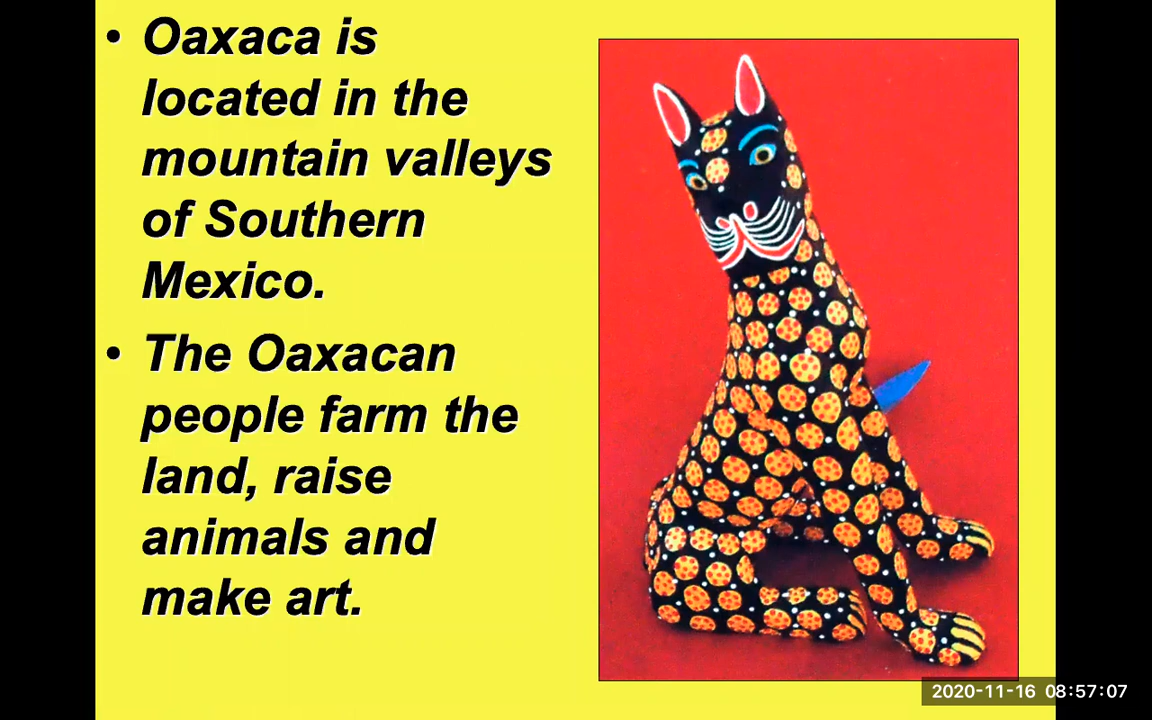 • Oaxaca is
located in the
mountain valleys
of Southern
Mexico.
• The Oaxacan
people farm the
land, raise
animals and
make art.
2020-11-16 08:57:07